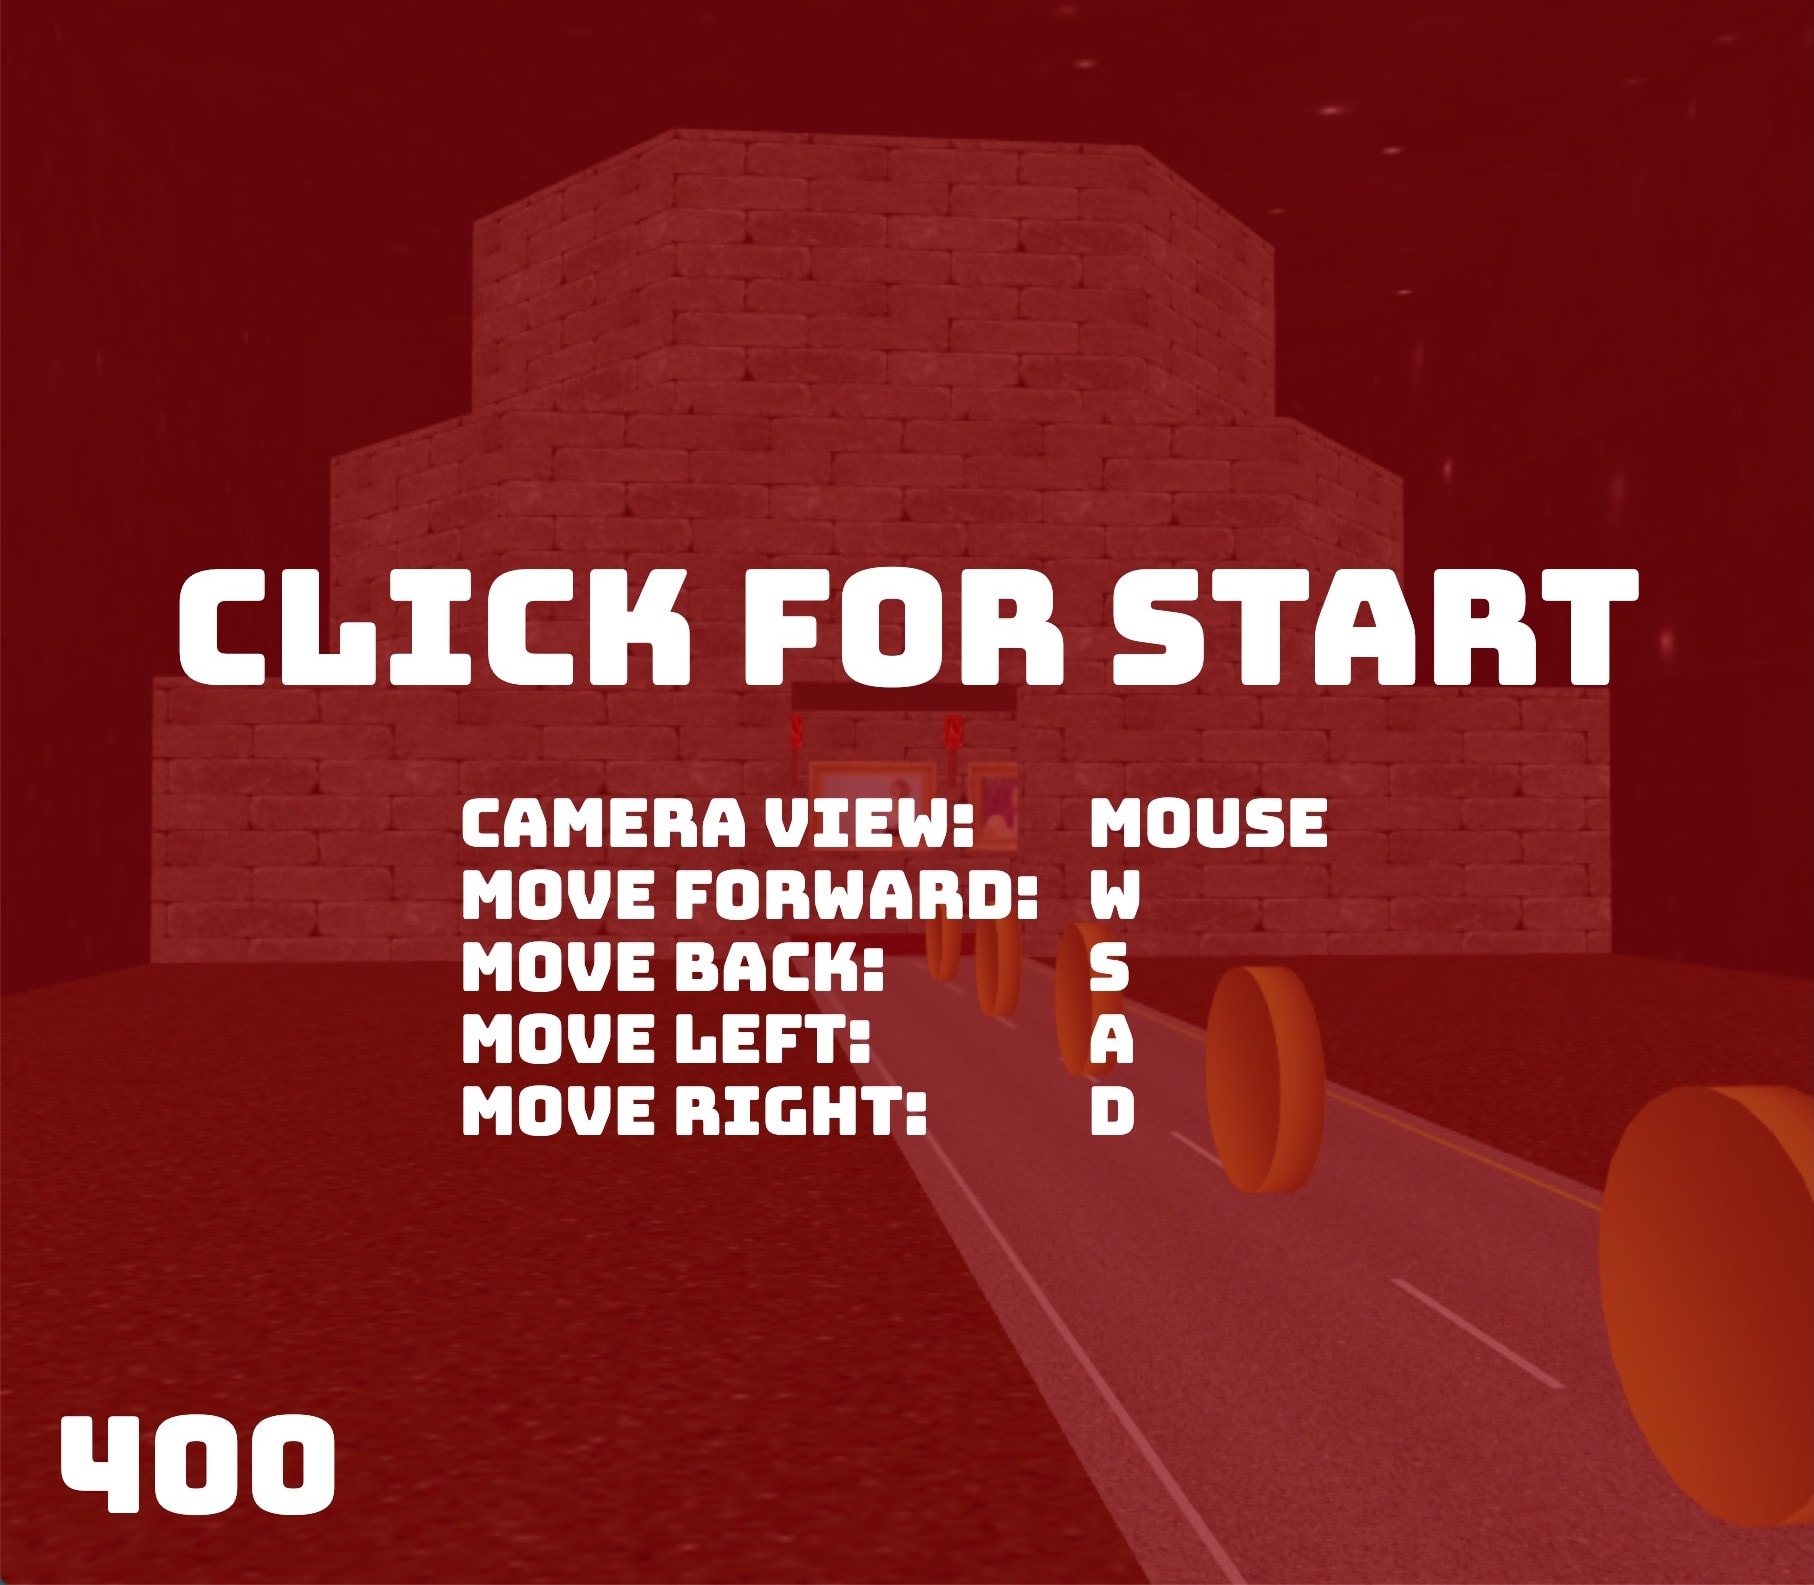 CLICK FOR START
CAMERA VIEW: MOUSE
MOVE FORWARD: W
MOVE BACK: S
MOVE LEFT: A
MOVE RIGHT: D
400